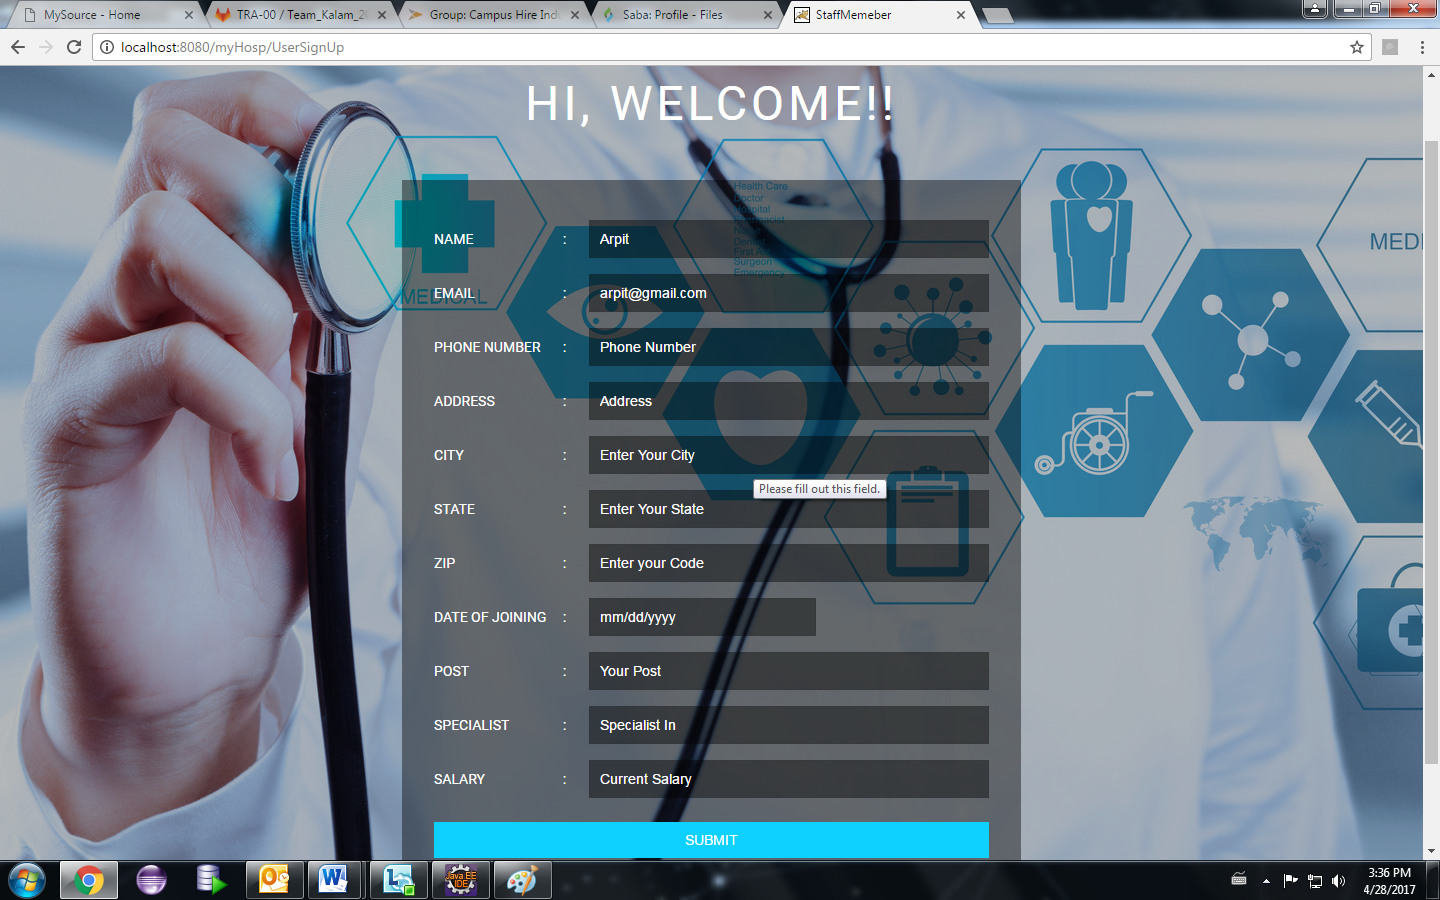 MySource - Home
TRA-00 / Team_Kalam_20
Group: Campus Hire Ind
Saba: Profile - Files
StaffMemeber
localhost:8080/myHosp/UserSignUp
HI, WELCOME!!
Health Care
Doctor
Hospital
First Aid
Surgeon
Emergency
MEDICAL
MEDI
NAME : Arpit
EMAIL : arpit@gmail.com
PHONE NUMBER : Phone Number
ADDRESS : Address
CITY : Enter Your City
Please fill out this field.
STATE : Enter Your State
ZIP : Enter your Code
DATE OF JOINING : mm/dd/yyyy
POST : Your Post
SPECIALIST : Specialist In
SALARY : Current Salary
SUBMIT
Java EE
IDE
3:36 PM
4/28/2017